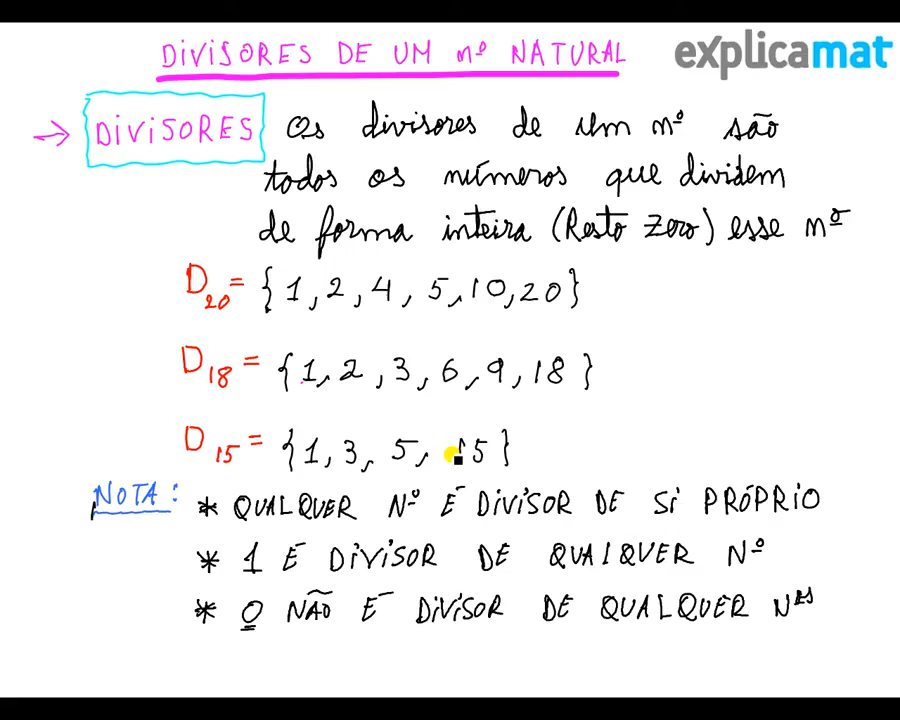 DIVISORES DE UM nº NATURAL
explicamat
→ DIVISORES Os divisores de um nº são
todos os números que dividem
de forma inteira (Resto Zero) esse nº
D20 = {1, 2, 4, 5, 10, 20}
D18 = {1, 2, 3, 6, 9, 18}
D15 = {1, 3, 5, 15}
NOTA: * QUALQUER Nº É DIVISOR DE SI PRÓPRIO
* 1 É DIVISOR DE QUALQUER Nº
* 0 NÃO É DIVISOR DE QUALQUER Nºs